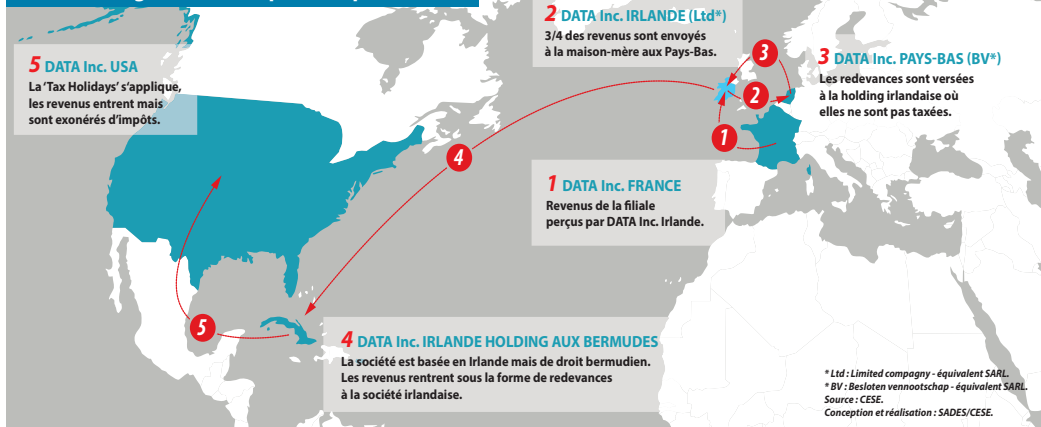 5 DATA Inc. USA
La ‘Tax Holidays’ s’applique,
les revenus entrent mais
sont exonérés d’impôts.
2 DATA Inc. IRLANDE (Ltd*)
3/4 des revenus sont envoyés
à la maison-mère aux Pays-Bas.
3 DATA Inc. PAYS-BAS (BV*)
Les redevances sont versées
à la holding irlandaise où
elles ne sont pas taxées.
3
2
1
4
1 DATA Inc. FRANCE
Revenus de la filiale
perçus par DATA Inc. Irlande.
5
4 DATA Inc. IRLANDE HOLDING AUX BERMUDES
La société est basée en Irlande mais de droit bermudien.
Les revenus rentrent sous la forme de redevances
à la société irlandaise.
* Ltd : Limited compagny - équivalent SARL.
* BV : Besloten vennootschap - équivalent SARL.
Source : CESE.
Conception et réalisation : SADES/CESE.